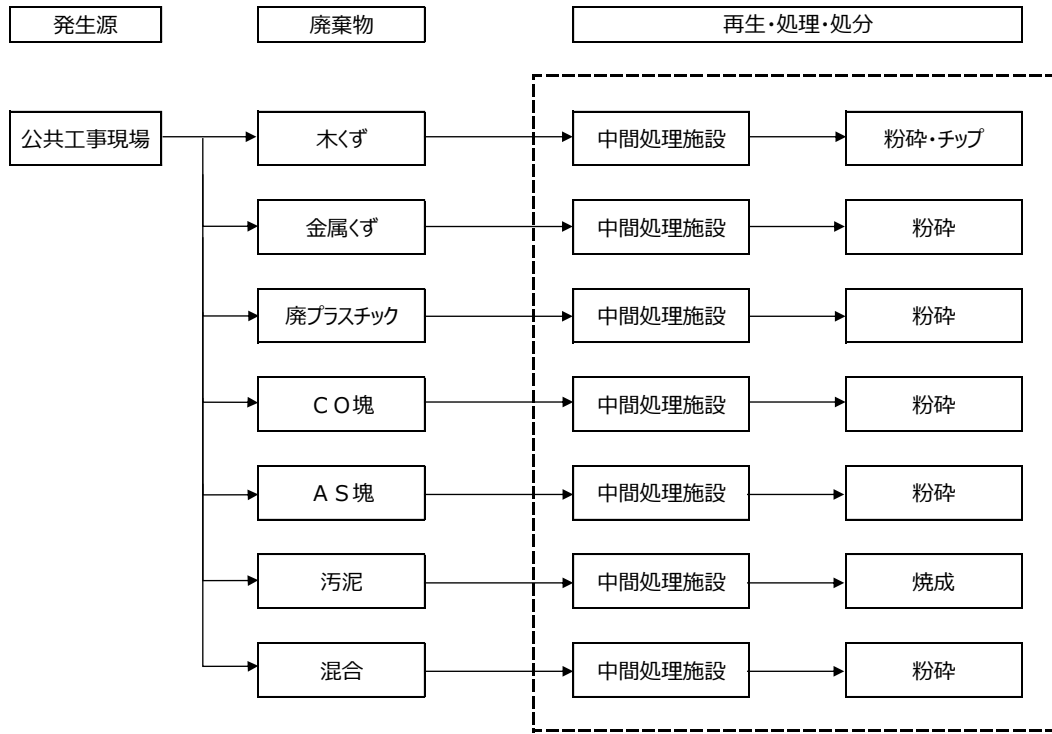 発生源
廃棄物
再生・処理・処分
公共工事現場
木くず
中間処理施設
粉砕・チップ
金属くず
中間処理施設
粉砕
廃プラスチック
中間処理施設
粉砕
ＣＯ塊
中間処理施設
粉砕
ＡＳ塊
中間処理施設
粉砕
汚泥
中間処理施設
焼成
混合
中間処理施設
粉砕